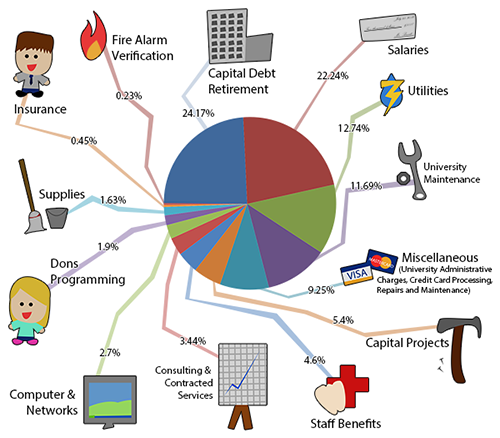 Fire Alarm
Verification
0.23%
Capital Debt
Retirement
24.17%
Salaries
22.24%
Insurance
0.45%
Utilities
12.74%
University
Maintenance
11.69%
Supplies
1.63%
Miscellaneous
(University Administrative
Charges, Credit Card Processing,
Repairs and Maintenance)
9.25%
VISA
MasterCard
Dons
Programming
1.9%
5.4%
Capital Projects
2.7%
Computer &
Networks
3.44%
Consulting &
Contracted
Services
4.6%
Staff Benefits